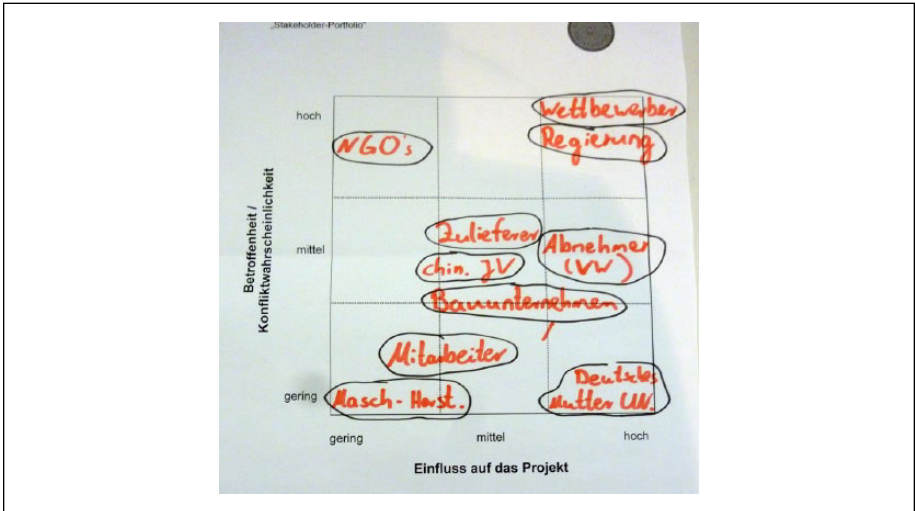 „Stakeholder-Portfolio"
hoch
Wettbewerber
NGO's
Regierung
Betroffenheit /
Konfliktwahrscheinlichkeit
mittel
Zulieferer
Abnehmer
(VW)
chin. JV
Bauunternehmen
Mitarbeiter
gering
Masch-Herst.
Deutsches
Mutter UN.
gering
mittel
hoch
Einfluss auf das Projekt